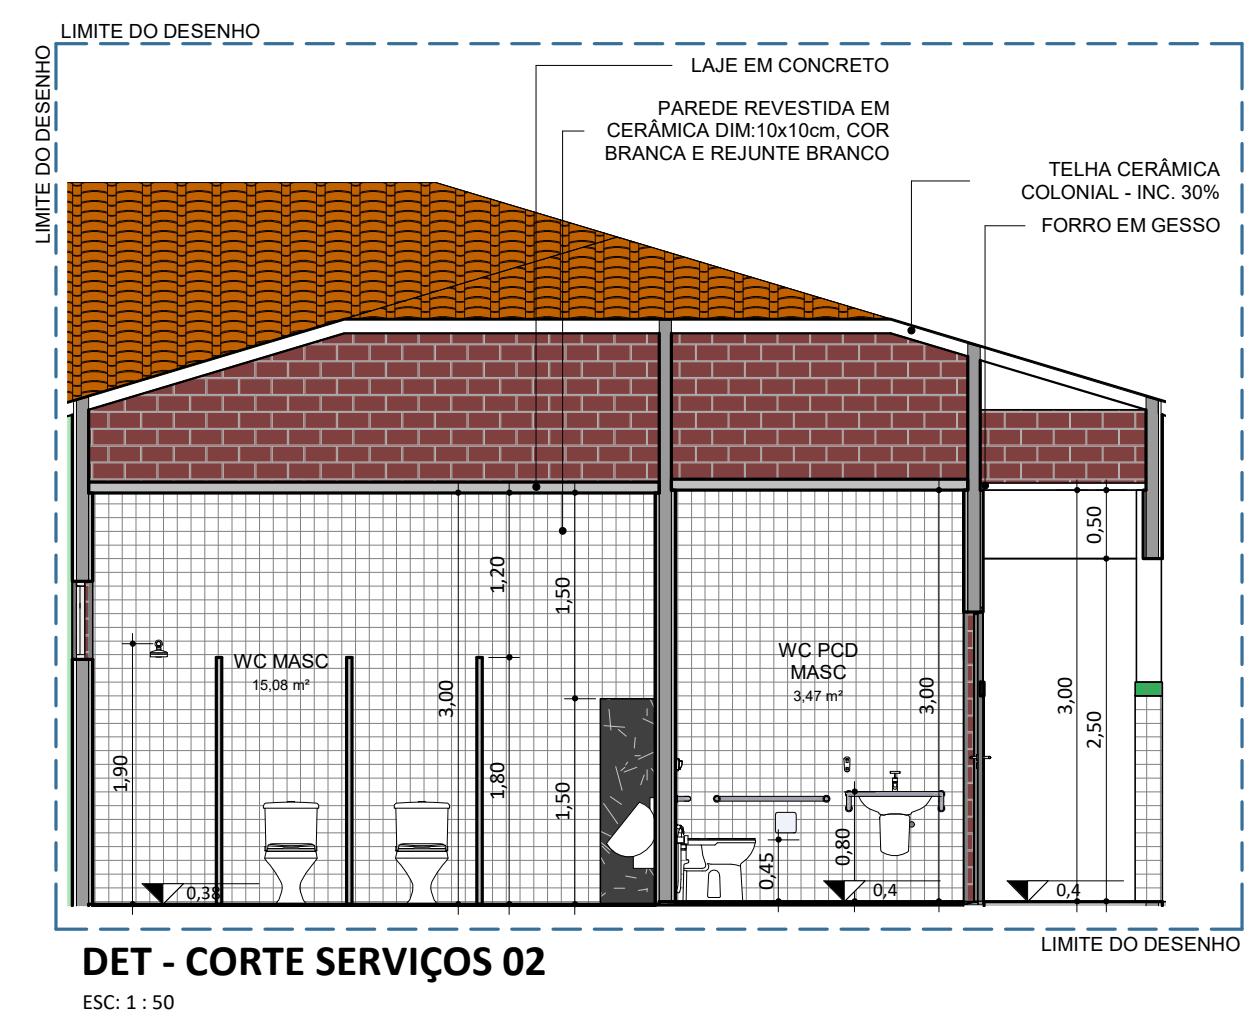 LIMITE DO DESENHO
LIMITE DO DESENHO
LAJE EM CONCRETO
PAREDE REVESTIDA EM
CERÂMICA DIM:10x10cm, COR
BRANCA E REJUNTE BRANCO
TELHA CERÂMICA
COLONIAL - INC. 30%
FORRO EM GESSO
0,50
1,20
1,50
WC MASC
15,08 m²
WC PCD
MASC
3,47 m²
3,00
3,00
3,00
2,50
1,90
1,80
1,50
0,80
0,45
0,38
0,4
0,4
LIMITE DO DESENHO
DET - CORTE SERVIÇOS 02
ESC: 1 : 50